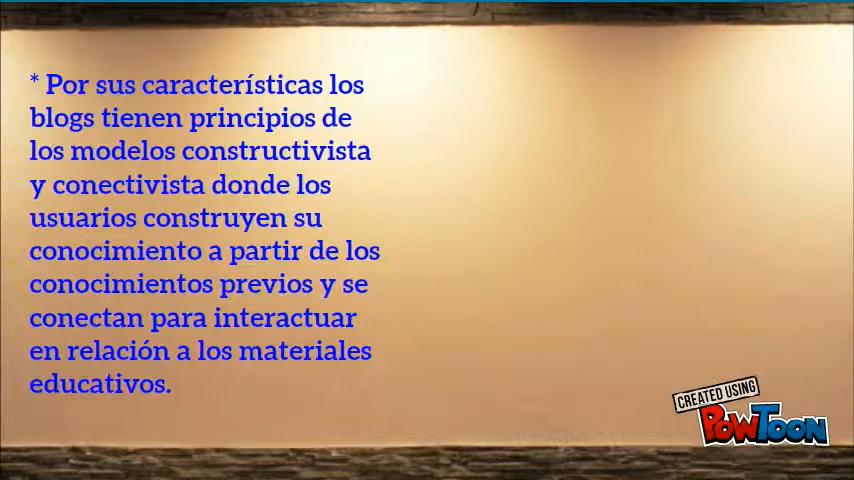 * Por sus características los
blogs tienen principios de
los modelos constructivista
y conectivista donde los
usuarios construyen su
conocimiento a partir de los
conocimientos previos y se
conectan para interactuar
en relación a los materiales
educativos.
CREATED USING
POWTOON